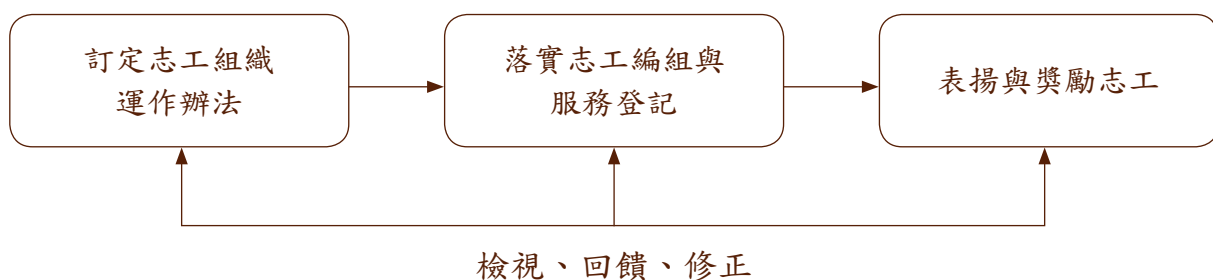 訂定志工組織
運作辦法
落實志工編組與
服務登記
表揚與獎勵志工
檢視、回饋、修正